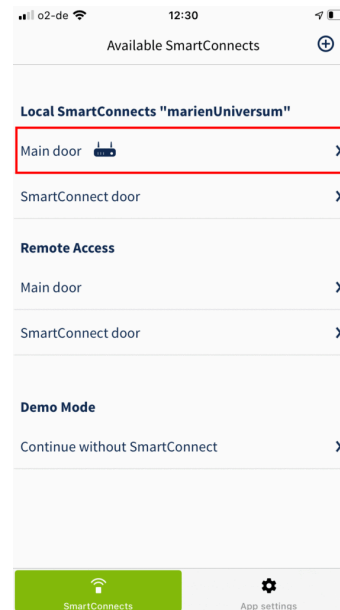 o2-de 12:30
Available SmartConnects
Local SmartConnects "marienUniversum"
Main door
SmartConnect door
Remote Access
Main door
SmartConnect door
Demo Mode
Continue without SmartConnect
SmartConnects App settings